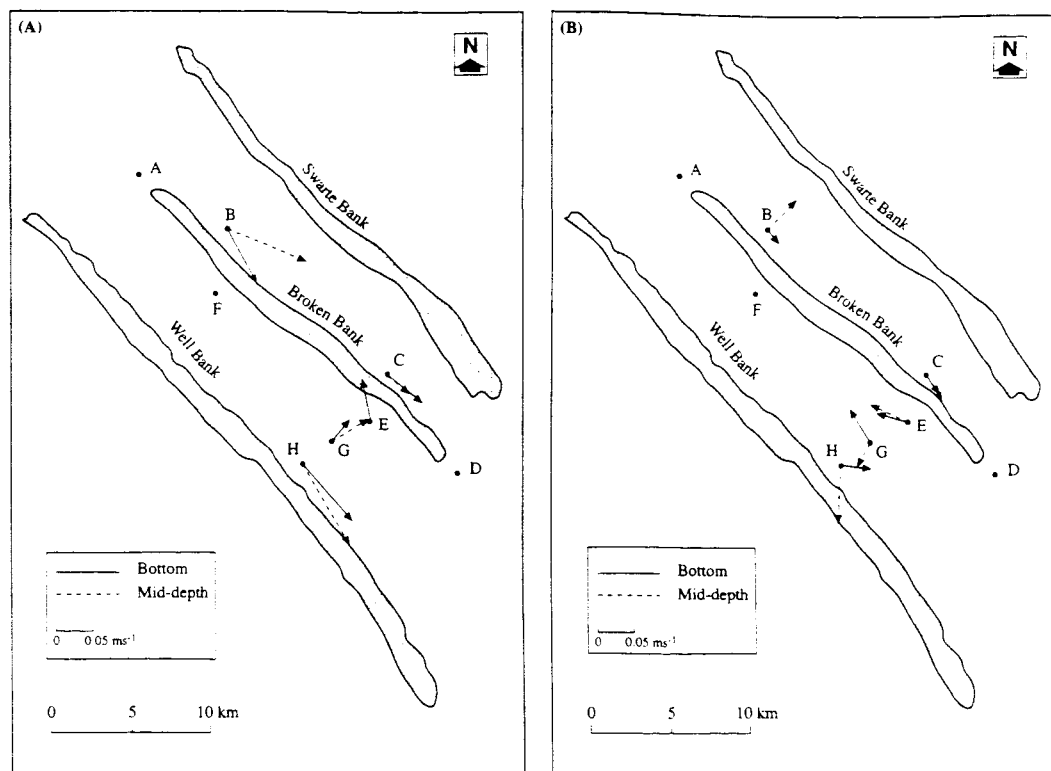 (A)
N
A
Swarte Bank
B
F
Broken Bank
Well Bank
C
E
G
H
D
Bottom
Mid-depth
0 0.05 ms⁻¹
0 5 10 km
(B)
N
A
Swarte Bank
B
F
Broken Bank
Well Bank
C
E
G
H
D
Bottom
Mid-depth
0 0.05 ms⁻¹
0 5 10 km